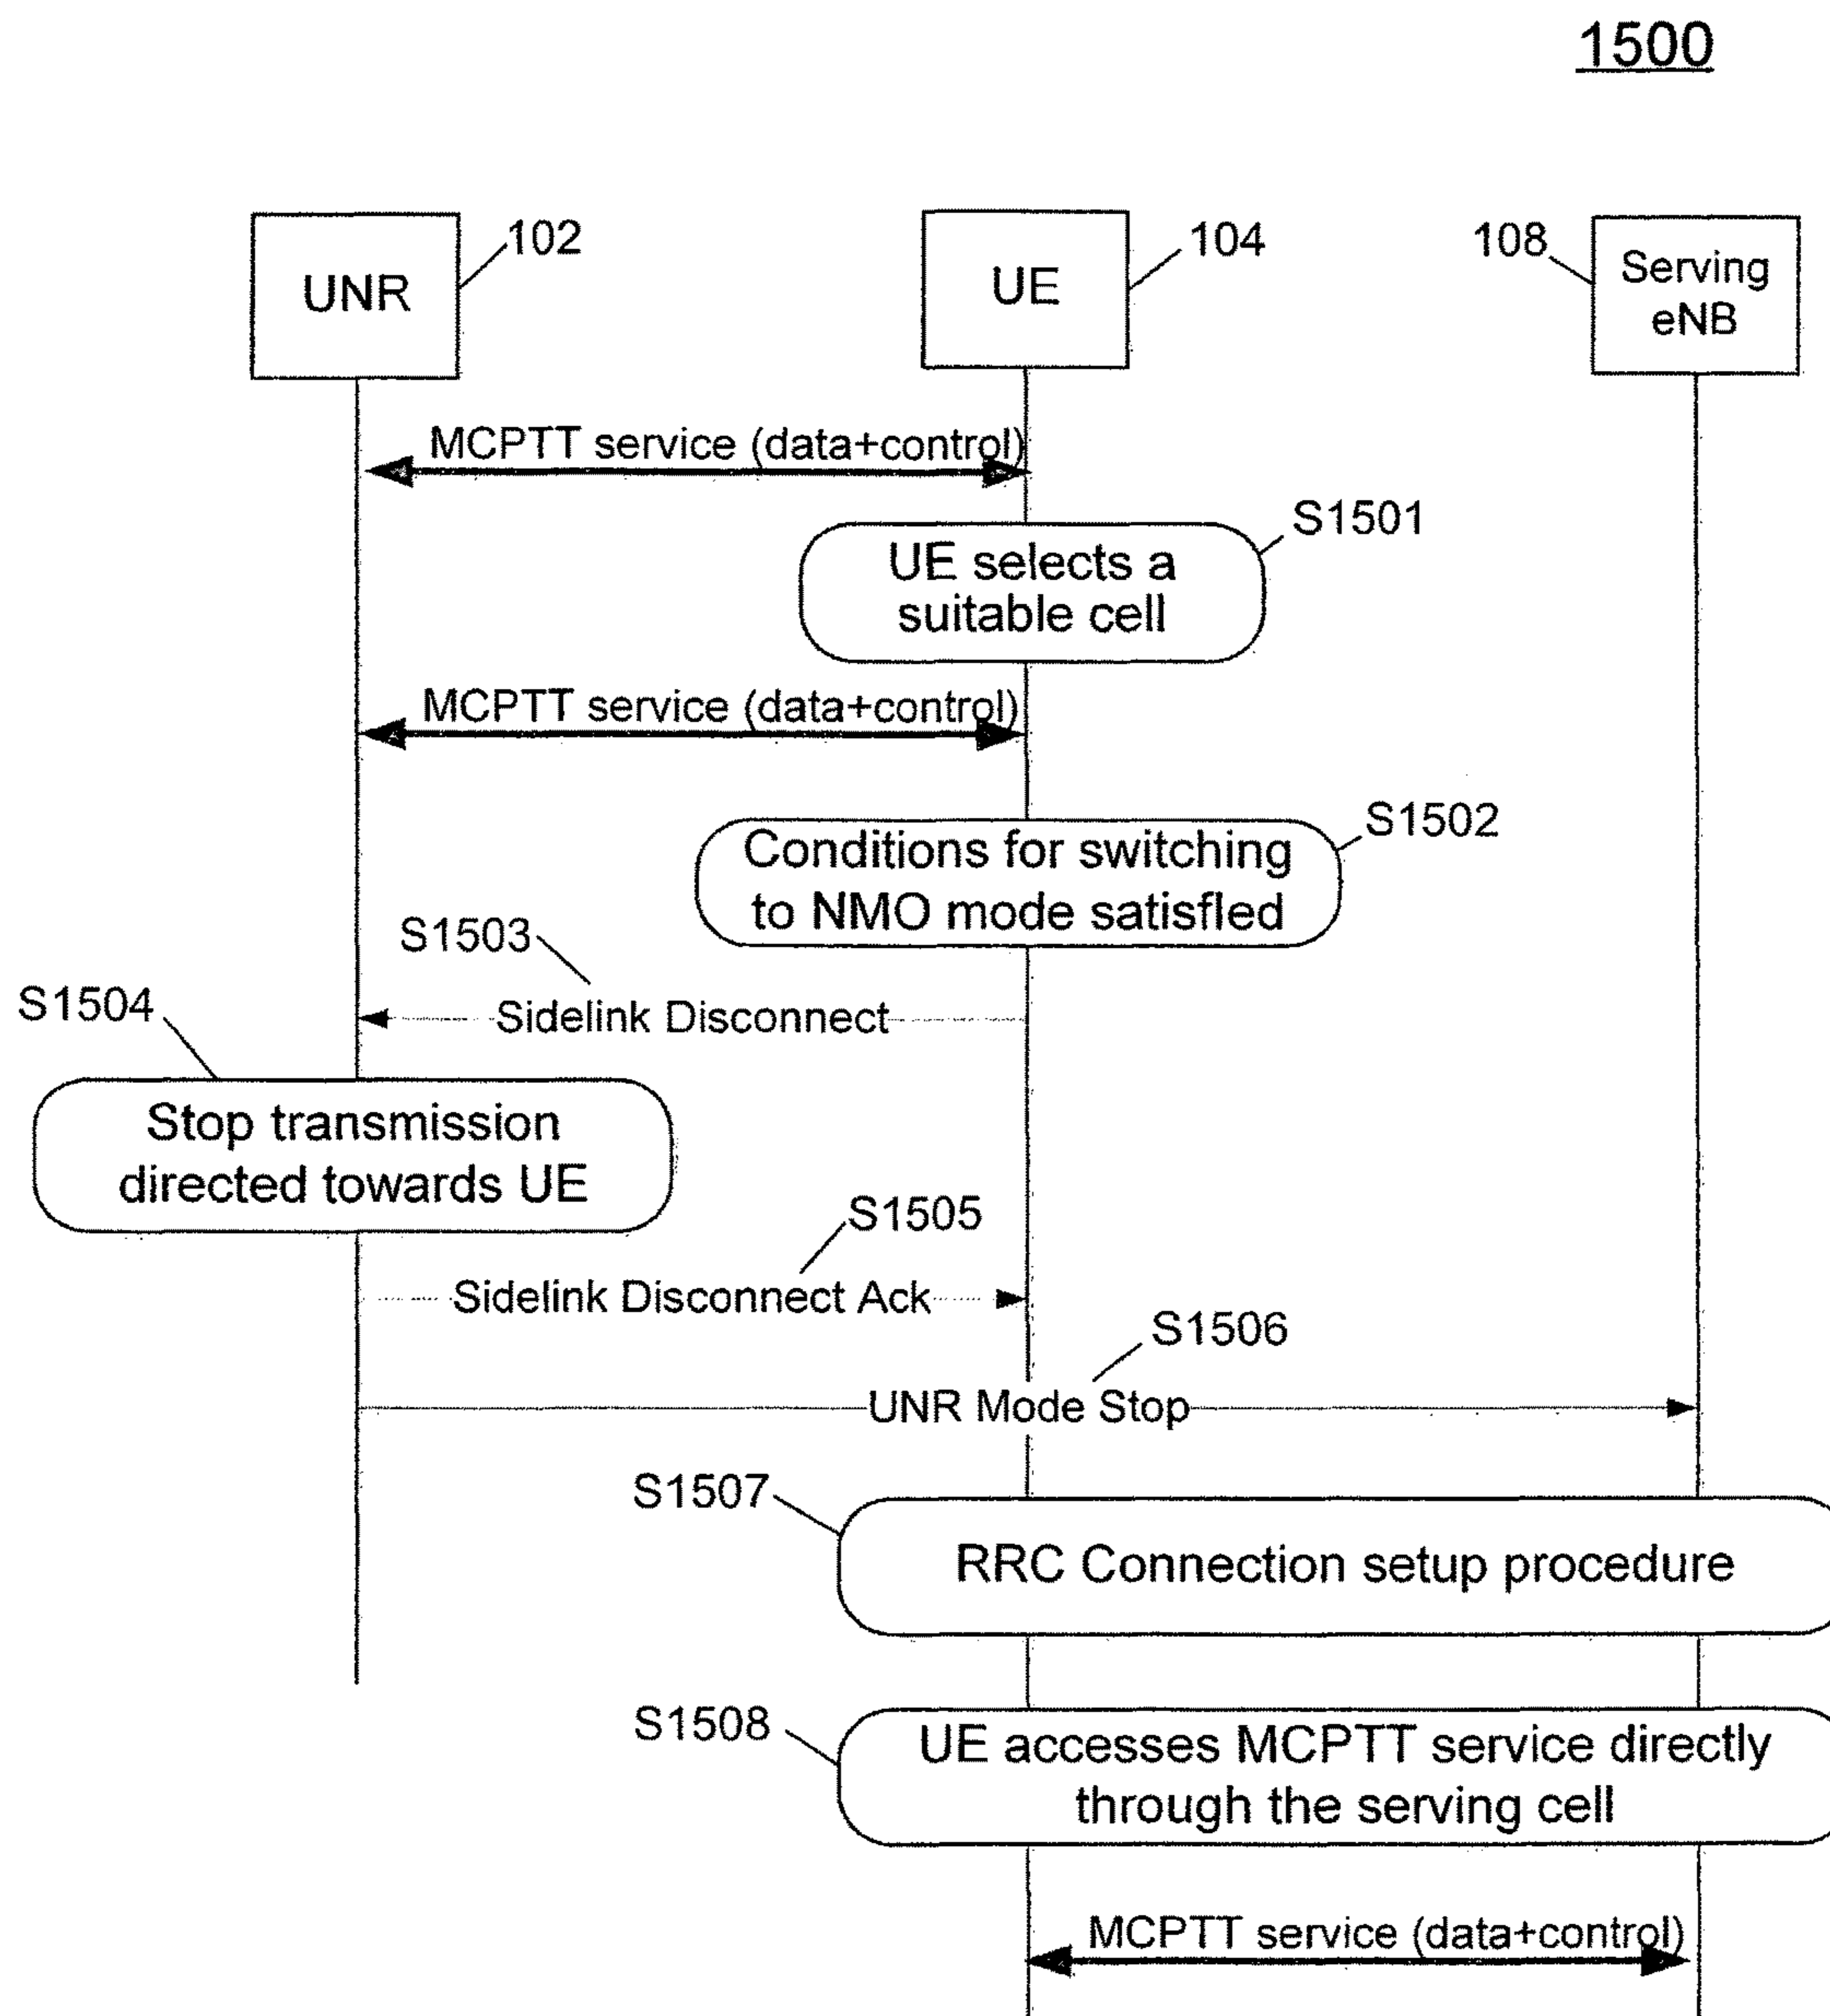 1500
UNR
102
UE
104
108
Serving
eNB
MCPTT service (data+control)
S1501
UE selects a
suitable cell
MCPTT service (data+control)
S1502
Conditions for switching
to NMO mode satisfied
S1503
S1504
Sidelink Disconnect
Stop transmission
directed towards UE
S1505
Sidelink Disconnect Ack
S1506
UNR Mode Stop
S1507
RRC Connection setup procedure
S1508
UE accesses MCPTT service directly
through the serving cell
MCPTT service (data+control)